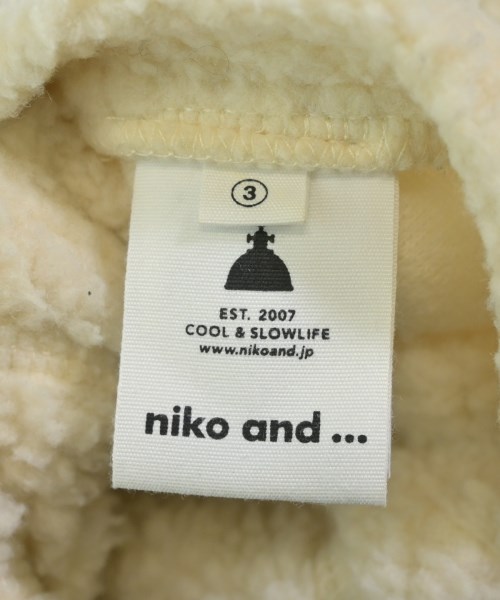 3
EST. 2007
COOL & SLOWLIFE
www.nikoand.jp
niko and ...